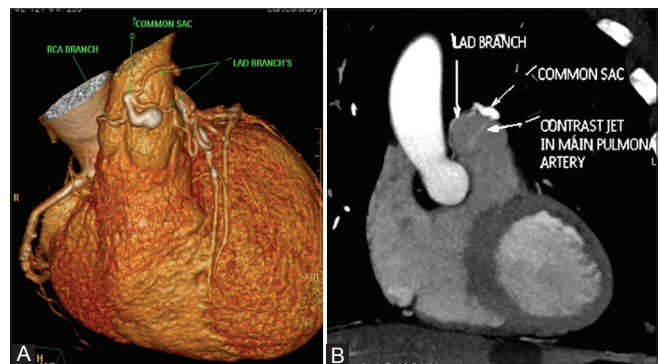 COMMON SAC
RCA BRANCH
LAD BRANCH'S
R
5 cm
H
A
LAD BRANCH
COMMON SAC
CONTRAST JET
IN MAIN PULMONA
ARTERY
L
B